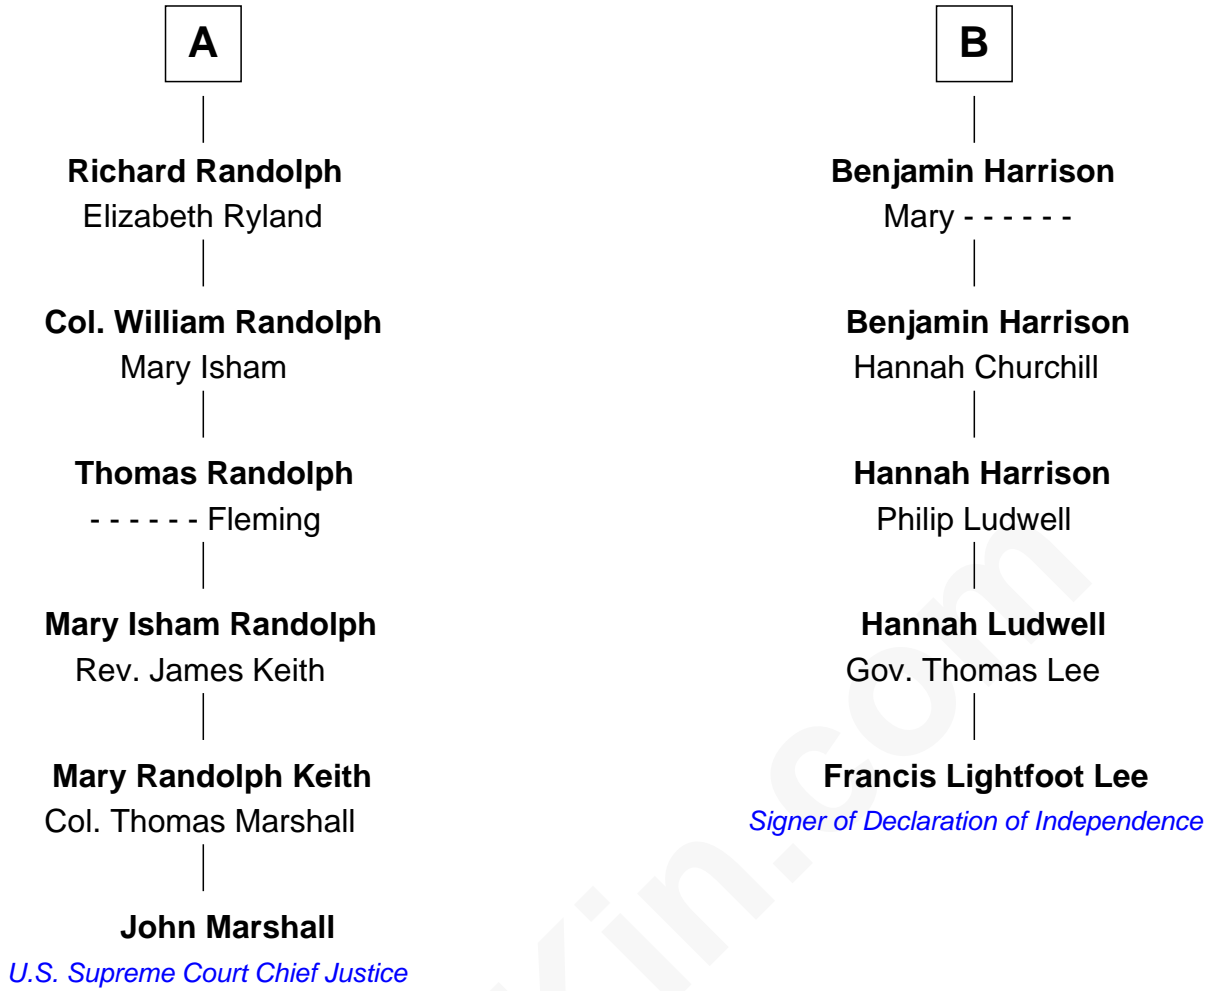 A
Richard Randolph
Elizabeth Ryland
Col. William Randolph
Mary Isham
Thomas Randolph
- - - - - - Fleming
Mary Isham Randolph
Rev. James Keith
Mary Randolph Keith
Col. Thomas Marshall
John Marshall
U.S. Supreme Court Chief Justice
B
Benjamin Harrison
Mary - - - - - -
Benjamin Harrison
Hannah Churchill
Hannah Harrison
Philip Ludwell
Hannah Ludwell
Gov. Thomas Lee
Francis Lightfoot Lee
Signer of Declaration of Independence
Kin.com